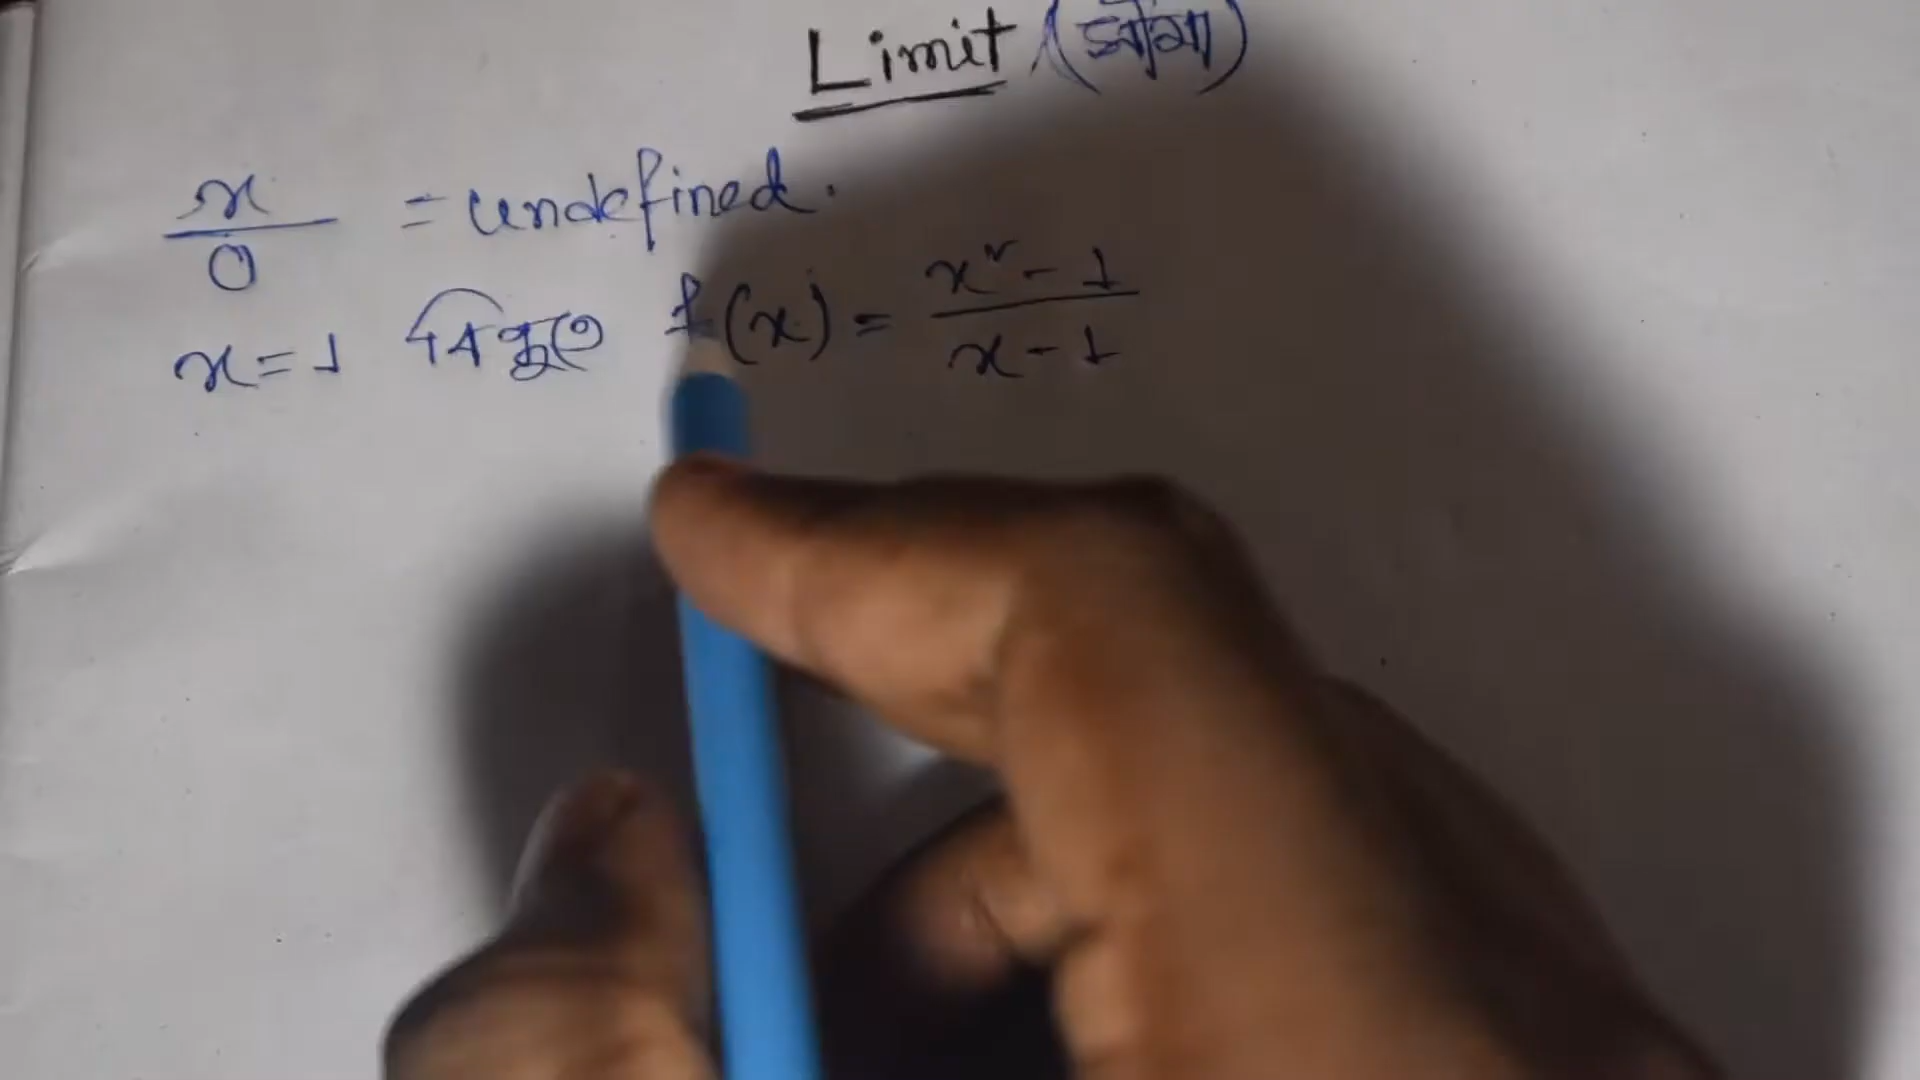 Limit (সীমা)
x/0 = undefined.
x = 1 বিন্দুতে f(x) = x² - 1 / x - 1